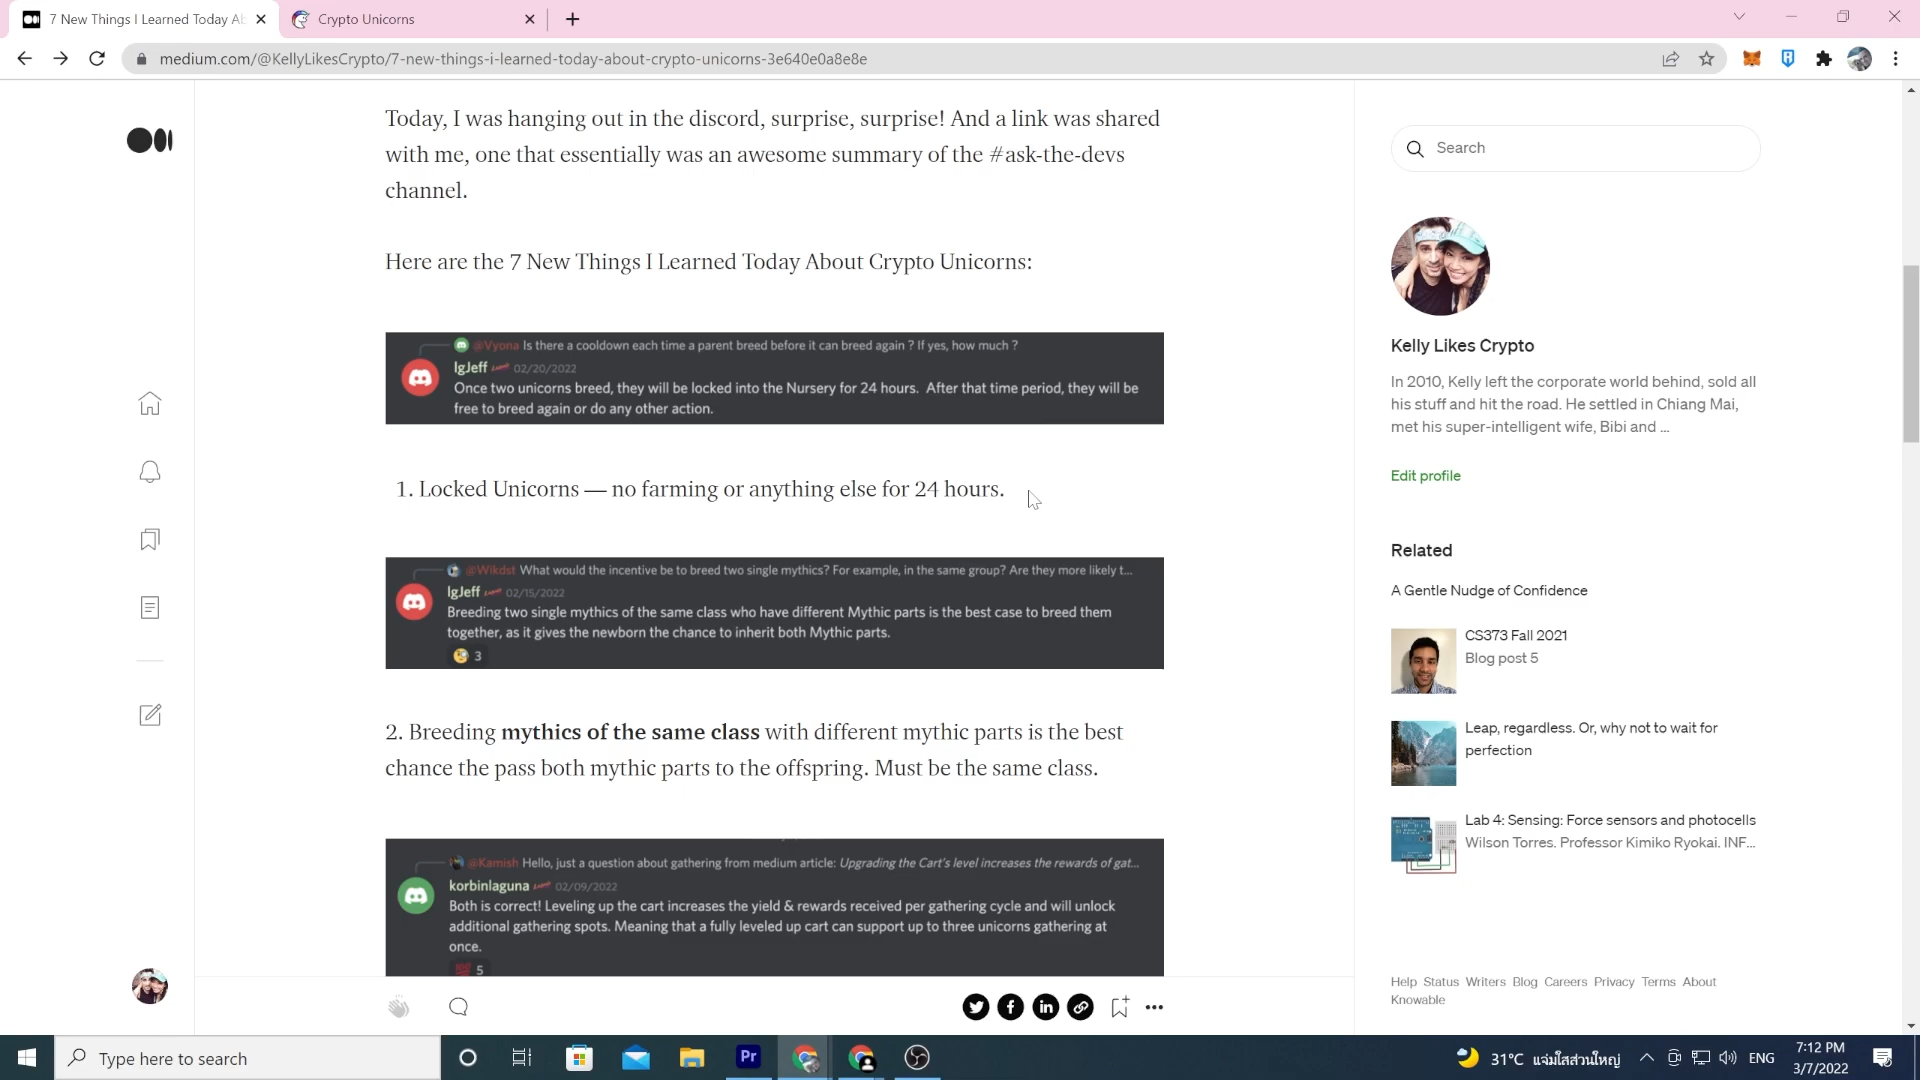 7 New Things I Learned Today Ab
Crypto Unicorns
medium.com/@KellyLikesCrypto/7-new-things-i-learned-today-about-crypto-unicorns-3e640e0a8e8e
Today, I was hanging out in the discord, surprise, surprise! And a link was shared
with me, one that essentially was an awesome summary of the #ask-the-devs
channel.
Here are the 7 New Things I Learned Today About Crypto Unicorns:
@Vyona Is there a cooldown each time a parent breed before it can breed again ? If yes, how much ?
IgJeff 02/20/2022
Once two unicorns breed, they will be locked into the Nursery for 24 hours. After that time period, they will be
free to breed again or do any other action.
1. Locked Unicorns — no farming or anything else for 24 hours.
@Wikdst What would the incentive be to breed two single mythics? For example, in the same group? Are they more likely t...
IgJeff 02/15/2022
Breeding two single mythics of the same class who have different Mythic parts is the best case to breed them
together, as it gives the newborn the chance to inherit both Mythic parts.
3
2. Breeding mythics of the same class with different mythic parts is the best
chance the pass both mythic parts to the offspring. Must be the same class.
@Kamish Hello, just a question about gathering from medium article: Upgrading the Cart's level increases the rewards of gat...
korbinlaguna 02/09/2022
Both is correct! Leveling up the cart increases the yield & rewards received per gathering cycle and will unlock
additional gathering spots. Meaning that a fully leveled up cart can support up to three unicorns gathering at
once.
5
Search
Kelly Likes Crypto
In 2010, Kelly left the corporate world behind, sold all
his stuff and hit the road. He settled in Chiang Mai,
met his super-intelligent wife, Bibi and ...
Edit profile
Related
A Gentle Nudge of Confidence
CS373 Fall 2021
Blog post 5
Leap, regardless. Or, why not to wait for
perfection
Lab 4: Sensing: Force sensors and photocells
Wilson Torres. Professor Kimiko Ryokai. INF...
Help Status Writers Blog Careers Privacy Terms About
Knowable
Type here to search
Pr
31°C แจ่มใสส่วนใหญ่
ENG
7:12 PM
3/7/2022